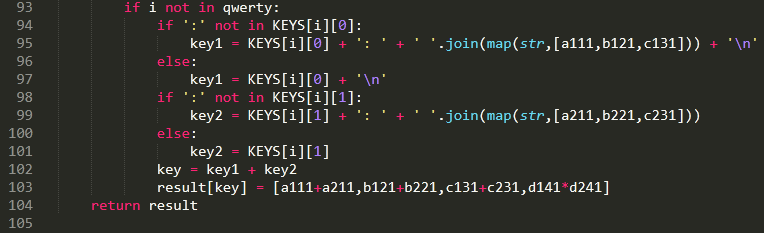 93 if i not in qwerty:
94 if ':' not in KEYS[i][0]:
95 key1 = KEYS[i][0] + ': ' + ' '.join(map(str,[a111,b121,c131])) + '\n'
96 else:
97 key1 = KEYS[i][0] + '\n'
98 if ':' not in KEYS[i][1]:
99 key2 = KEYS[i][1] + ': ' + ' '.join(map(str,[a211,b221,c231]))
100 else:
101 key2 = KEYS[i][1]
102 key = key1 + key2
103 result[key] = [a111+a211,b121+b221,c131+c231,d141*d241]
104 return result
105